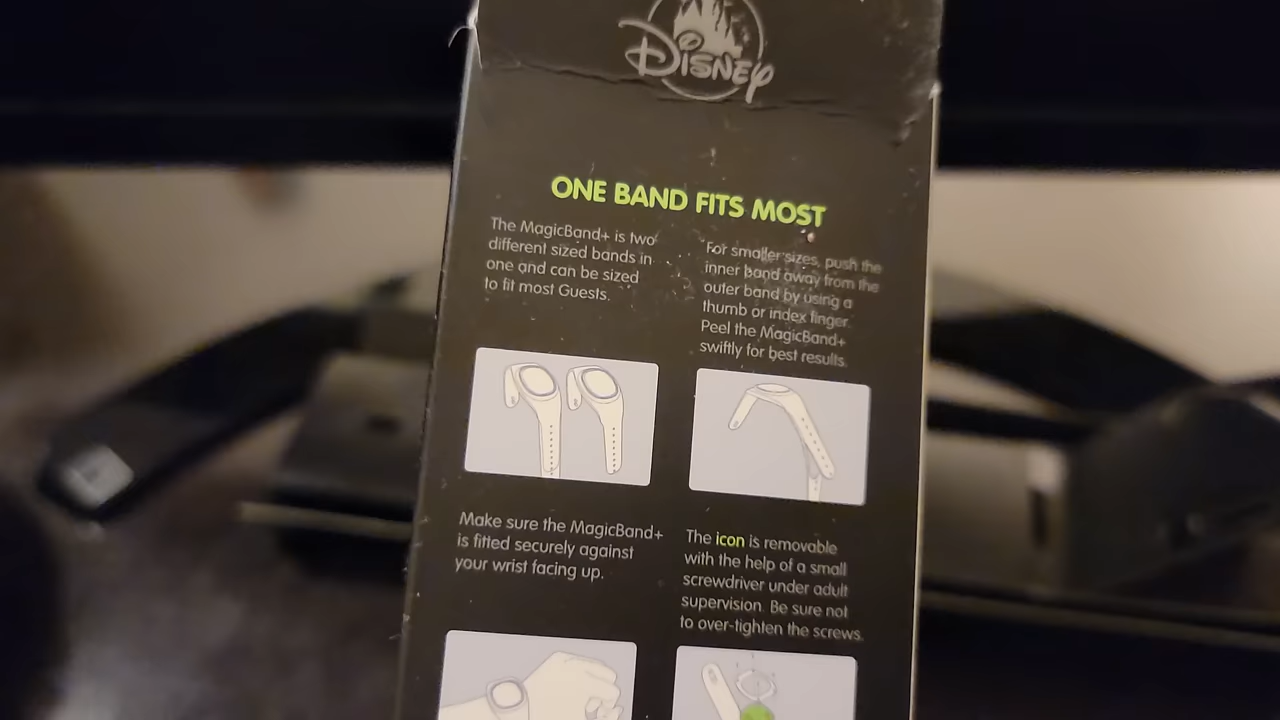 DISNEY
ONE BAND FITS MOST
The MagicBand+ is two
different sized bands in
one and can be sized
to fit most Guests.
For smaller sizes, push the
inner band away from the
outer band by using a
thumb or index finger.
Peel the MagicBand+
swiftly for best results.
Make sure the MagicBand+
is fitted securely against
your wrist facing up.
The icon is removable
with the help of a small
screwdriver under adult
supervision. Be sure not
to over-tighten the screws.